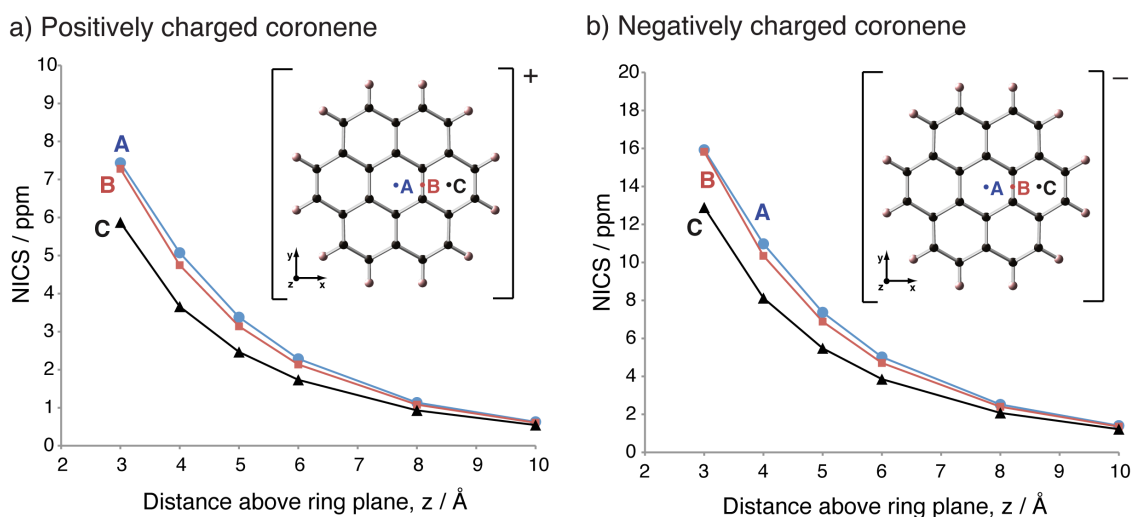 a) Positively charged coronene
10
9
8
7
6
5
4
3
2
1
0
2 3 4 5 6 7 8 9 10
NICS / ppm
Distance above ring plane, z / Å
A
B
C
+
•A •B •C
y
z x
b) Negatively charged coronene
20
18
16
14
12
10
8
6
4
2
0
2 3 4 5 6 7 8 9 10
NICS / ppm
Distance above ring plane, z / Å
A
B
C
–
•A •B •C
y
z x